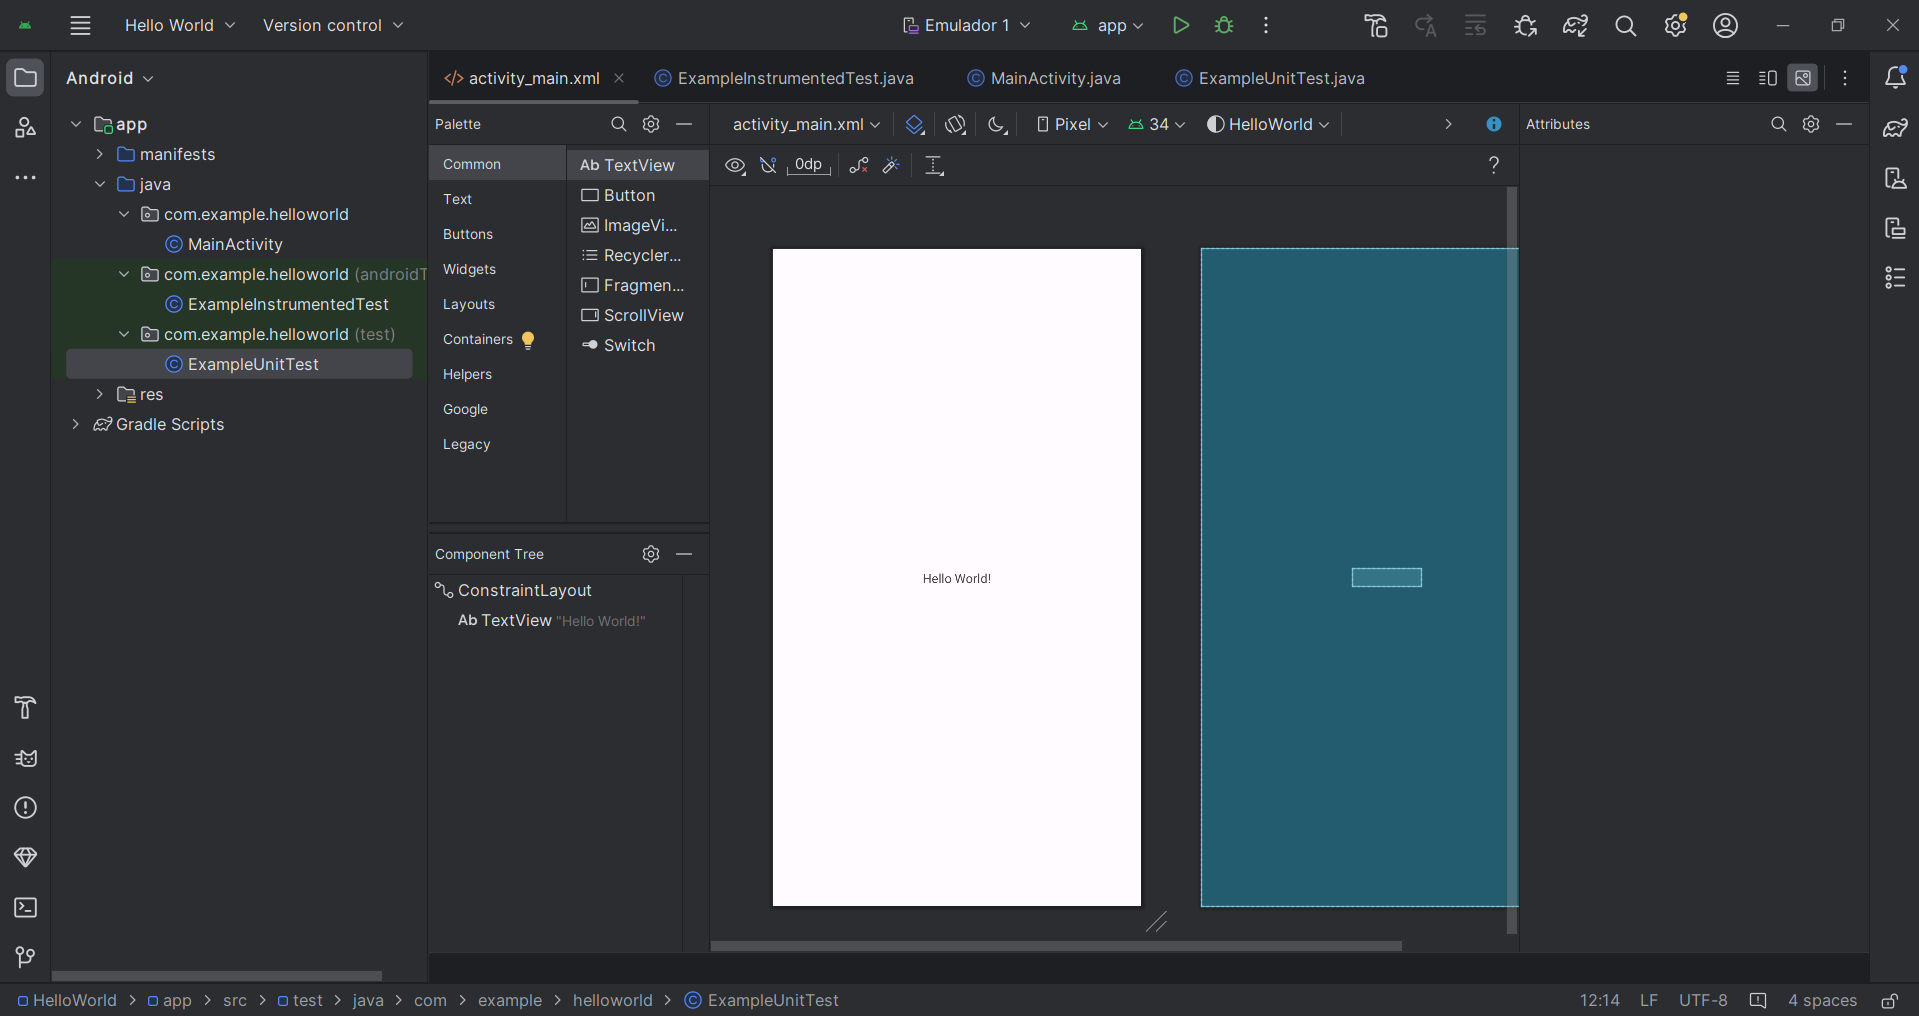 Hello World
Version control
Emulador 1
app
Android
activity_main.xml
ExampleInstrumentedTest.java
MainActivity.java
ExampleUnitTest.java
app
manifests
java
com.example.helloworld
MainActivity
com.example.helloworld (androidT
ExampleInstrumentedTest
com.example.helloworld (test)
ExampleUnitTest
res
Gradle Scripts
Palette
Common
Text
Buttons
Widgets
Layouts
Containers
Helpers
Google
Legacy
Ab TextView
Button
ImageVi...
Recycler...
Fragmen...
ScrollView
Switch
Component Tree
ConstraintLayout
Ab TextView "Hello World!"
activity_main.xml
Pixel
34
HelloWorld
0dp
?
Hello World!
Attributes
HelloWorld > app > src > test > java > com > example > helloworld > ExampleUnitTest
12:14 LF UTF-8 4 spaces